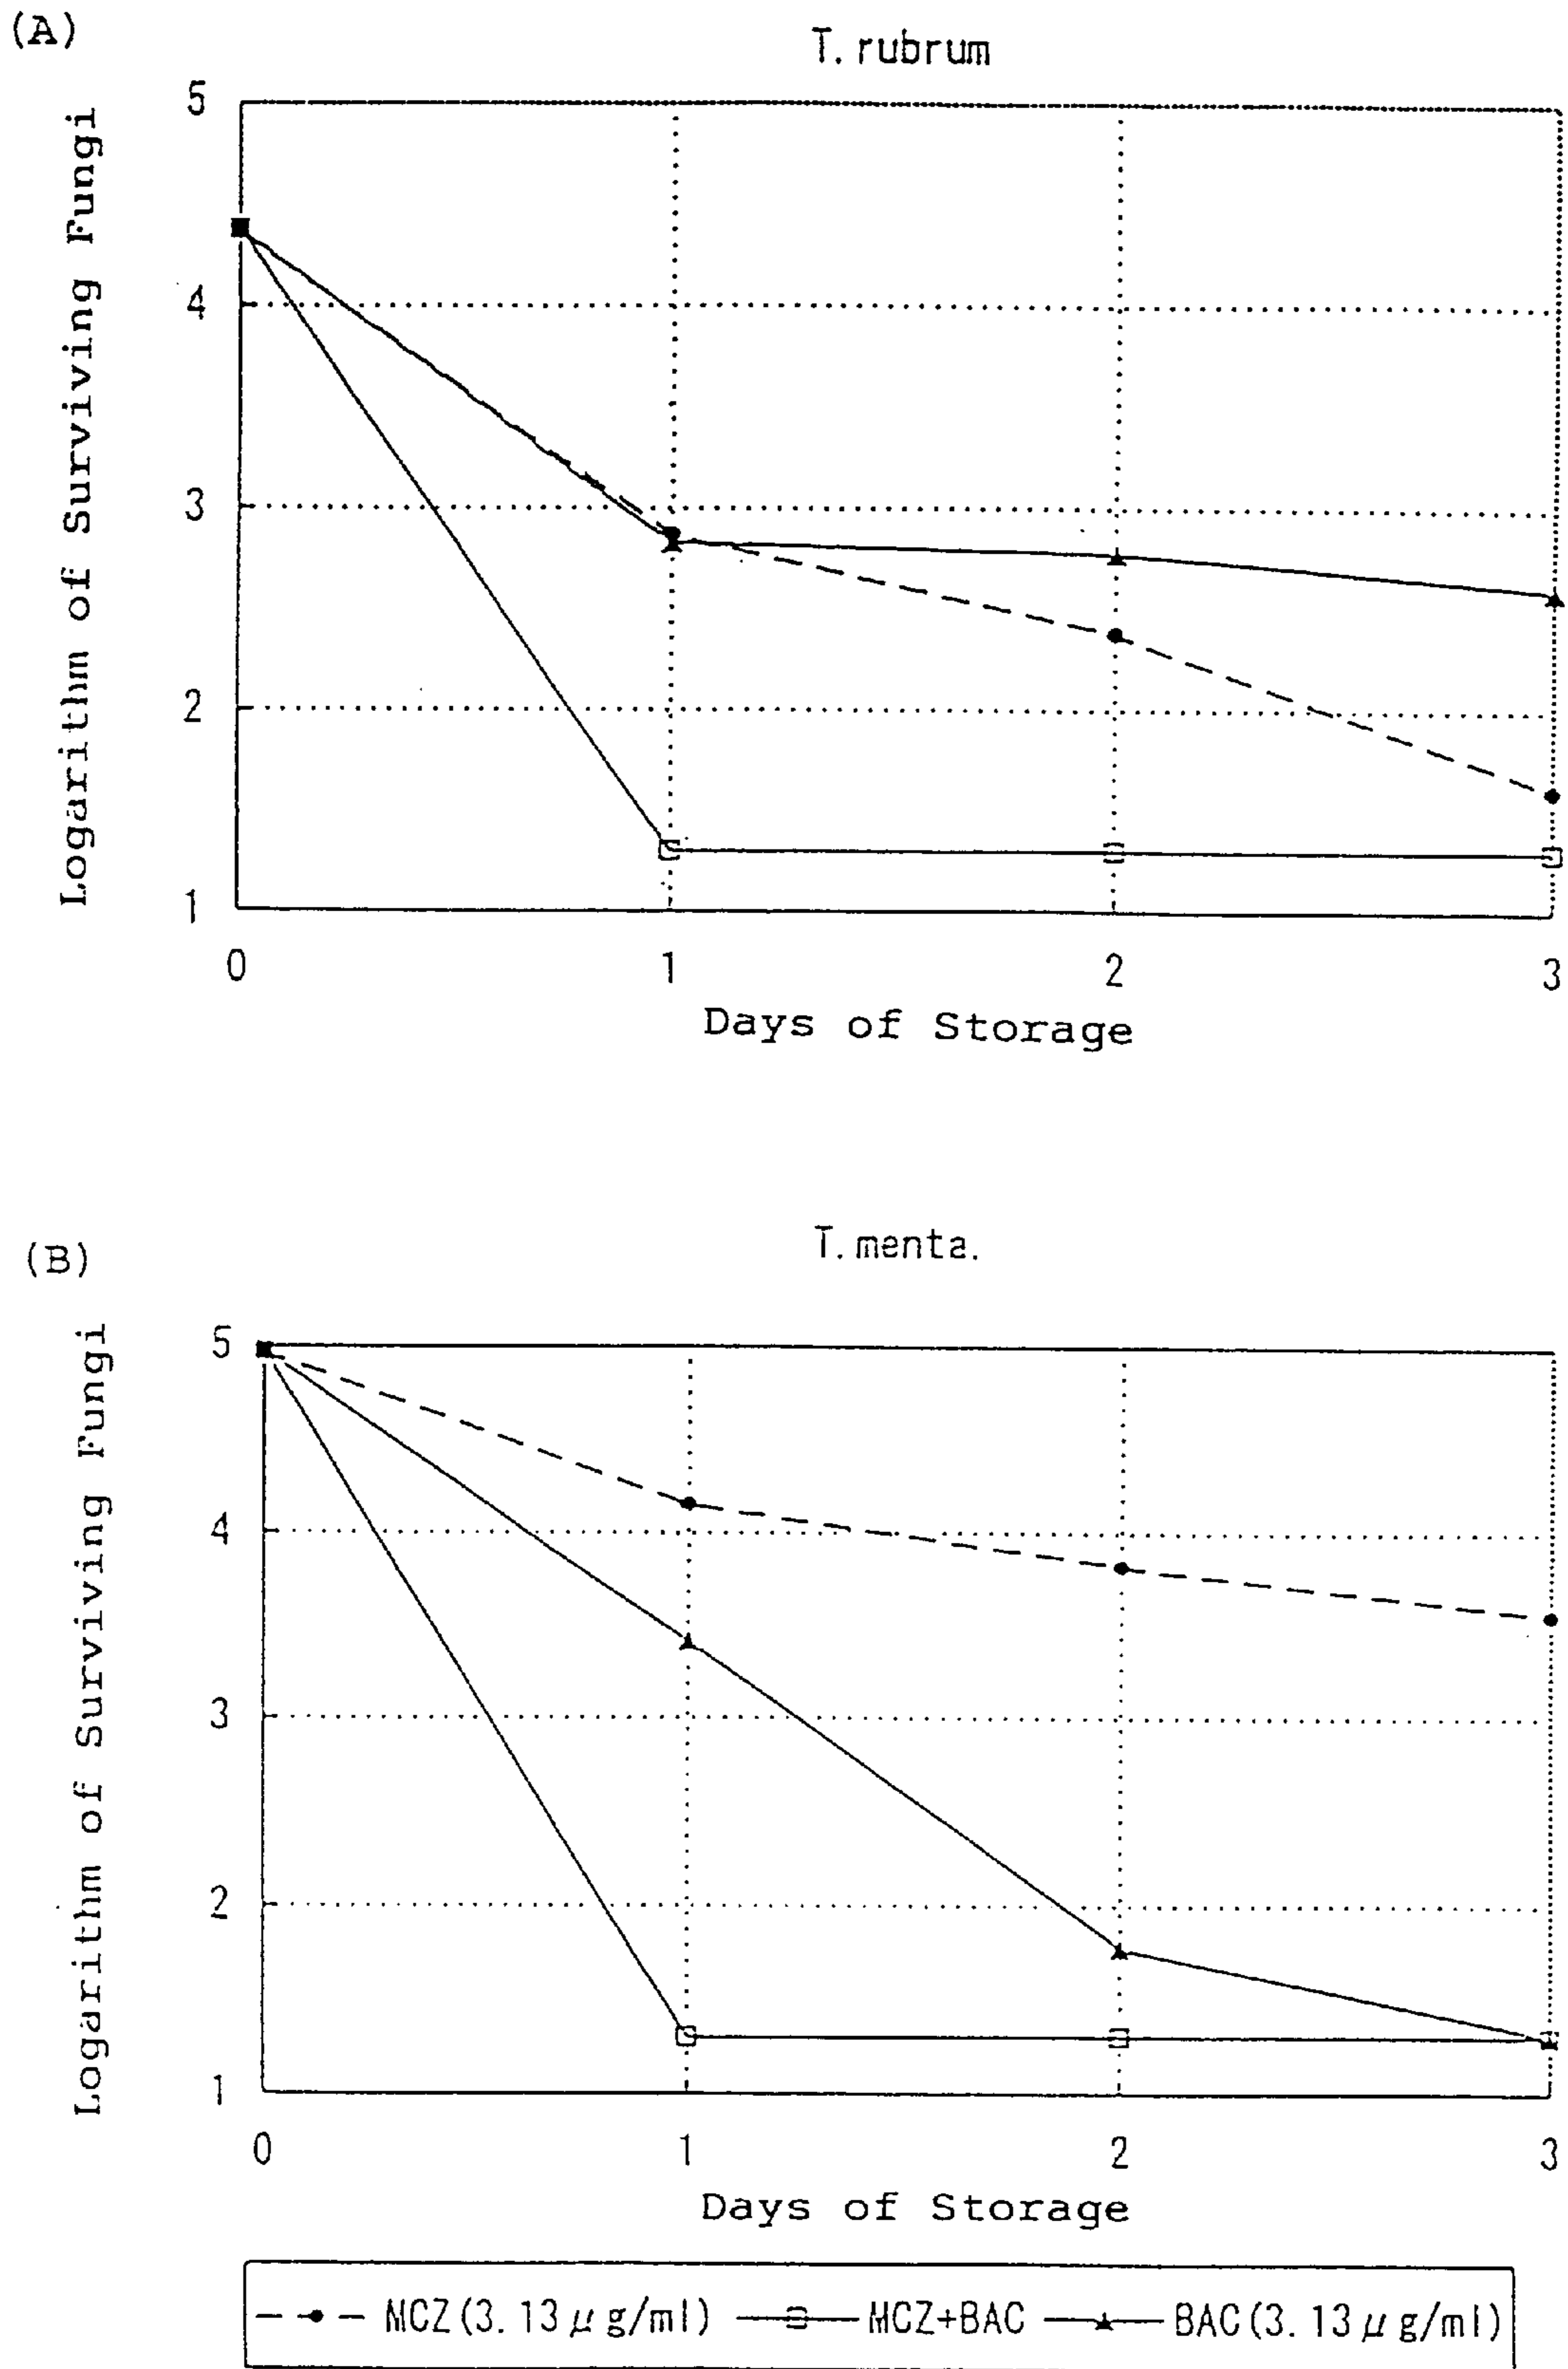 (A)
T. rubrum
Logarithm of Surviving Fungi
5
4
3
2
1
0 1 2 3
Days of Storage
(B)
T. menta.
Logarithm of Surviving Fungi
5
4
3
2
1
0 1 2 3
Days of Storage
MCZ(3.13μg/ml) MCZ+BAC BAC(3.13μg/ml)